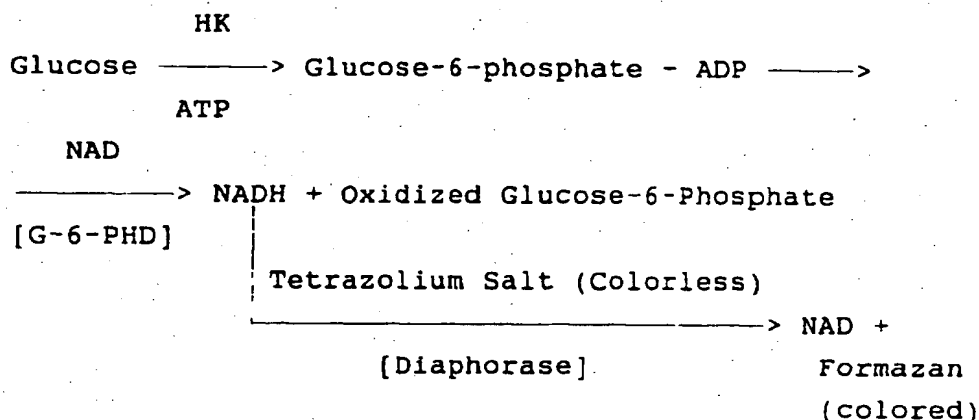 HK
Glucose ———> Glucose-6-phosphate - ADP ———>
ATP
NAD
————> NADH + Oxidized Glucose-6-Phosphate
[G-6-PHD]
Tetrazolium Salt (Colorless)
————————> NAD +
[Diaphorase] Formazan
(colored)